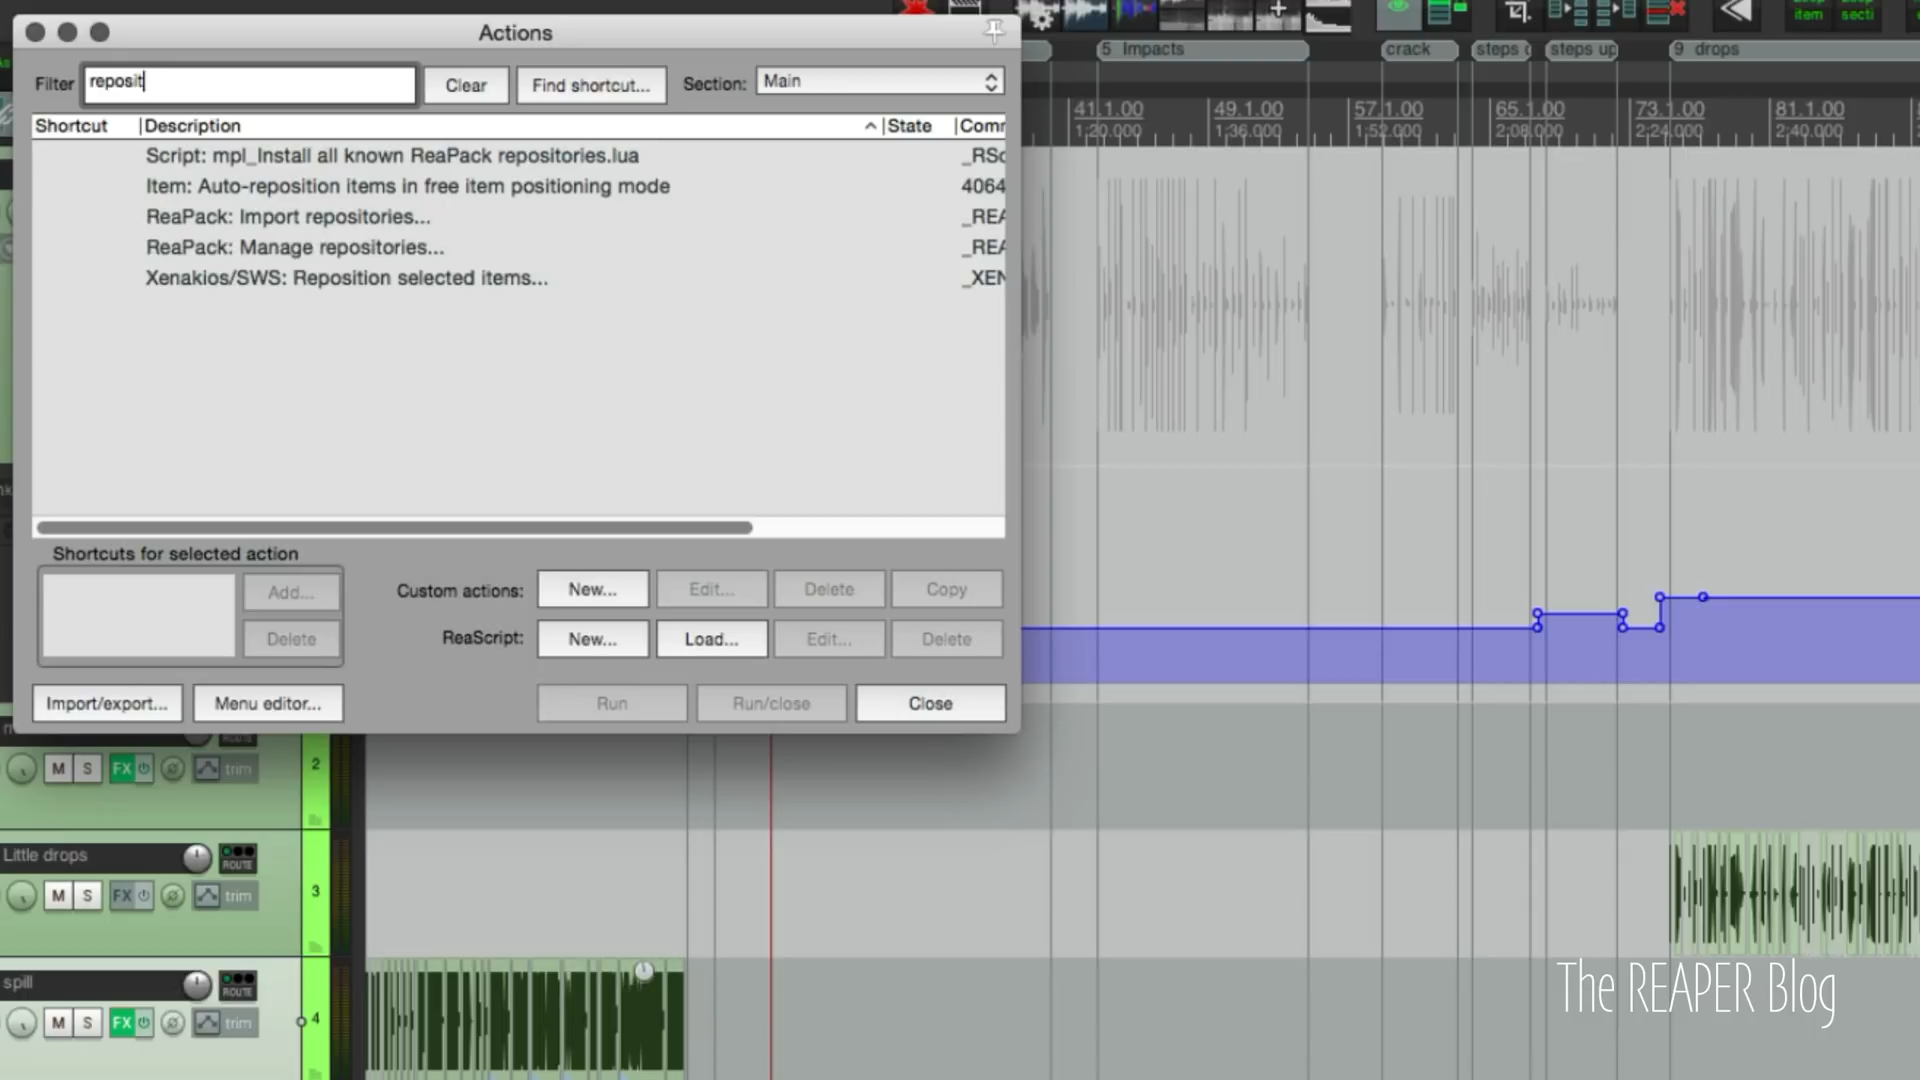 Actions
Filter reposit Clear Find shortcut... Section: Main
Shortcut Description State Comm
Script: mpl_Install all known ReaPack repositories.lua _RSc
Item: Auto-reposition items in free item positioning mode 4064
ReaPack: Import repositories... _REA
ReaPack: Manage repositories... _REA
Xenakios/SWS: Reposition selected items... _XEN
Shortcuts for selected action
Add...
Delete
Custom actions: New... Edit... Delete Copy
ReaScript: New... Load... Edit... Delete
Import/export... Menu editor... Run Run/close Close
item secti
5 Impacts crack steps steps up 9 drops
41.1.00 49.1.00 57.1.00 65.1.00 73.1.00 81.1.00
1:20.000 1:36.000 1:52.000 2:08.000 2:24.000 2:40.000
ROUTE
M S FX trim 2
Little drops ROUTE
M S FX trim 3
spill ROUTE
M S FX trim 4
The REAPER Blog